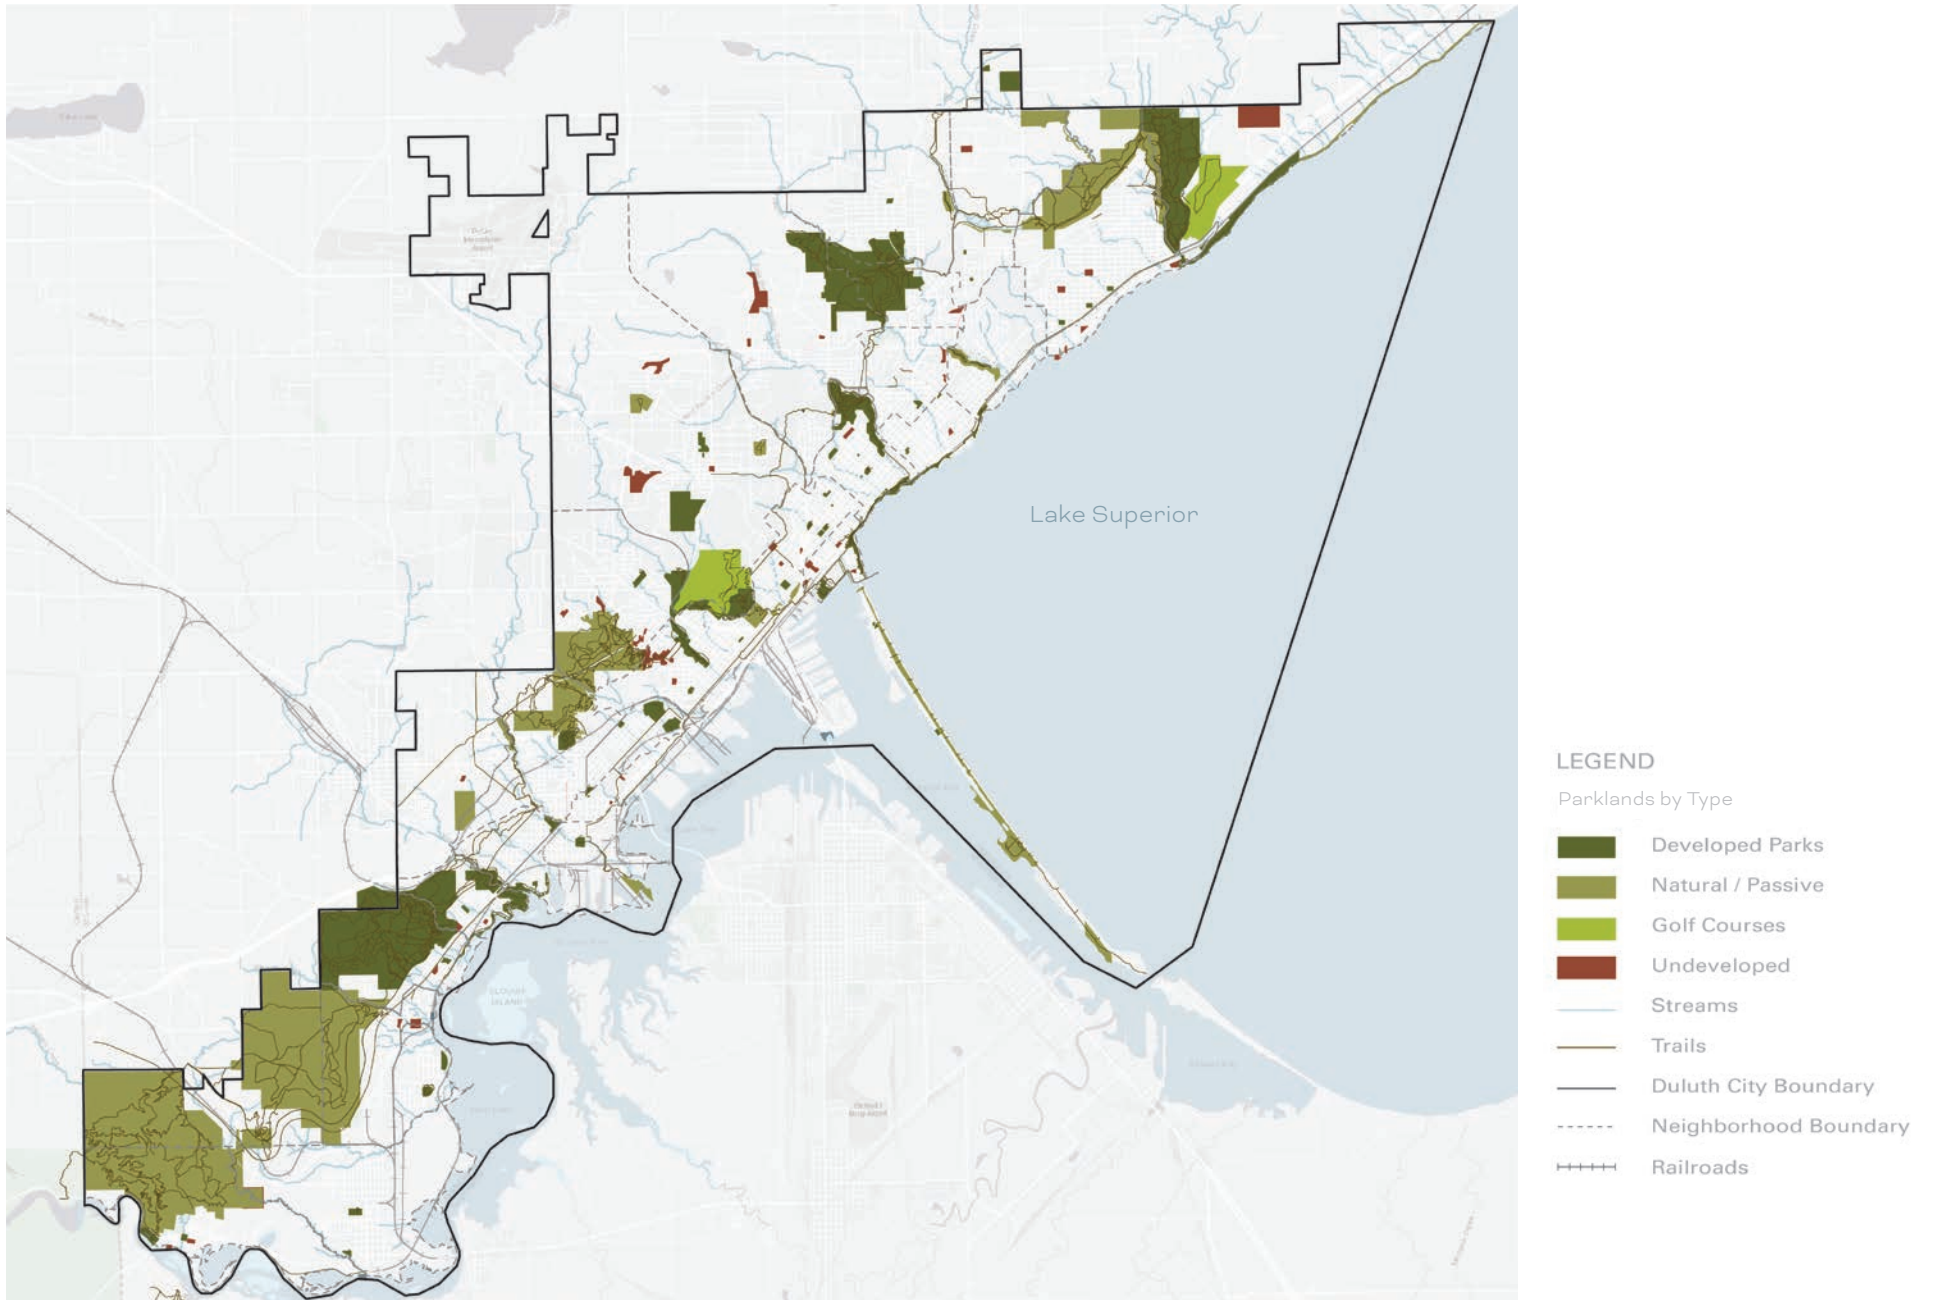 Lake Superior
LEGEND
Parklands by Type
Developed Parks
Natural / Passive
Golf Courses
Undeveloped
Streams
Trails
Duluth City Boundary
Neighborhood Boundary
Railroads